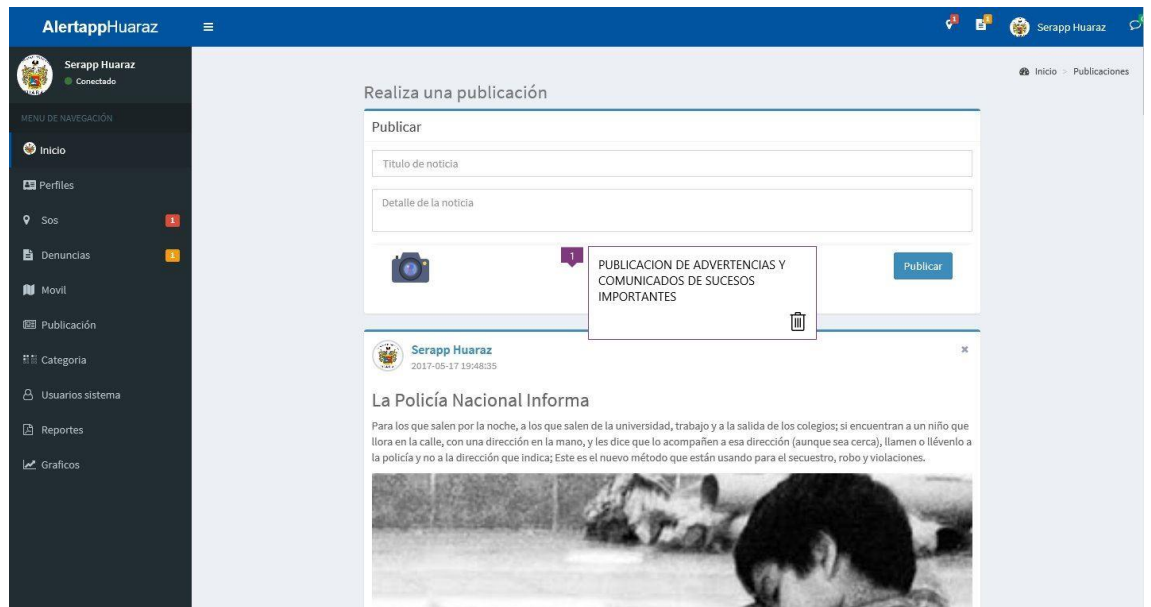 AlertappHuaraz
1
1
Serapp Huaraz
Serapp Huaraz
Conectado
Inicio > Publicaciones
MENU DE NAVEGACIÓN
Inicio
Perfiles
Sos 1
Denuncias 1
Movil
Publicación
Categoria
Usuarios sistema
Reportes
Graficos
Realiza una publicación
Publicar
Titulo de noticia
Detalle de la noticia
1
PUBLICACION DE ADVERTENCIAS Y
COMUNICADOS DE SUCESOS
IMPORTANTES
Publicar
Serapp Huaraz
2017-05-17 19:48:35
La Policía Nacional Informa
Para los que salen por la noche, a los que salen de la universidad, trabajo y a la salida de los colegios; si encuentran a un niño que
llora en la calle, con una dirección en la mano, y les dice que lo acompañen a esa dirección (aunque sea cerca), llamen o llévenlo a
la policía y no a la dirección que indica; Este es el nuevo método que están usando para el secuestro, robo y violaciones.